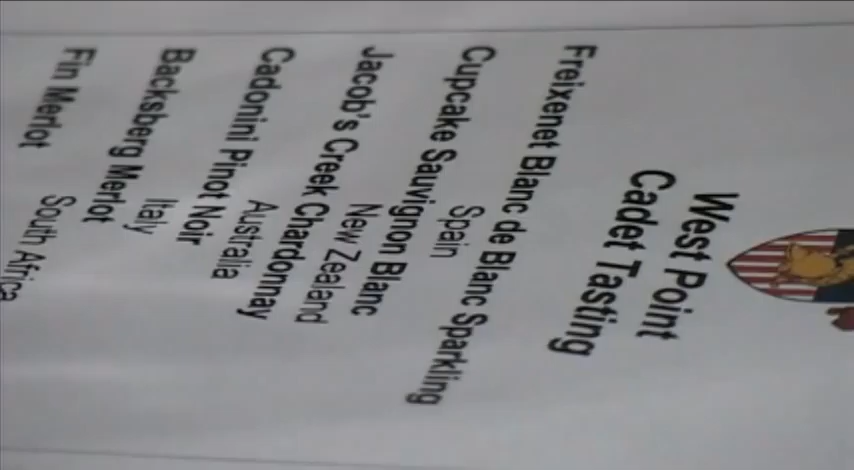 West Point
Cadet Tasting
Freixenet Blanc de Blanc Sparkling
Spain
Cupcake Sauvignon Blanc
New Zealand
Jacob's Creek Chardonnay
Australia
Cadonini Pinot Noir
Italy
Backsberg Merlot
South Africa
Fin Merlot